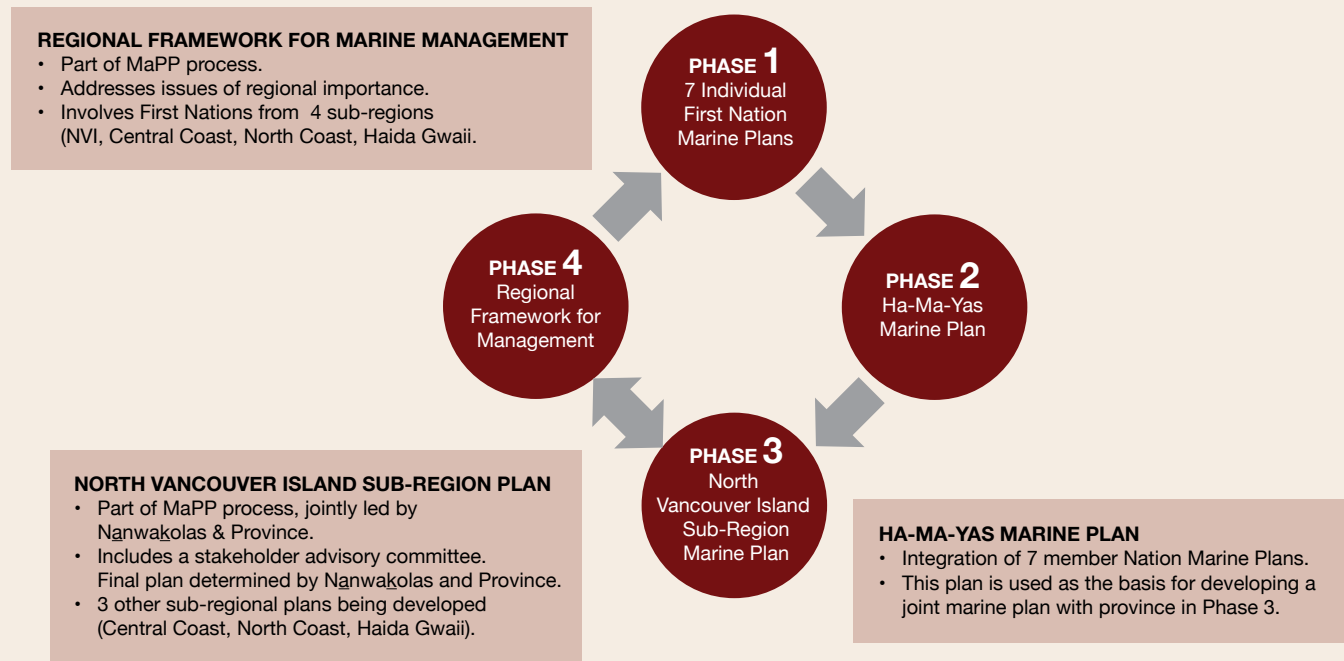 REGIONAL FRAMEWORK FOR MARINE MANAGEMENT
• Part of MaPP process.
• Addresses issues of regional importance.
• Involves First Nations from 4 sub-regions
(NVI, Central Coast, North Coast, Haida Gwaii.
PHASE 1
7 Individual
First Nation
Marine Plans
PHASE 2
Ha-Ma-Yas
Marine Plan
PHASE 3
North
Vancouver Island
Sub-Region
Marine Plan
PHASE 4
Regional
Framework for
Management
NORTH VANCOUVER ISLAND SUB-REGION PLAN
• Part of MaPP process, jointly led by
Na̲nwak̲olas & Province.
• Includes a stakeholder advisory committee.
Final plan determined by Na̲nwak̲olas and Province.
• 3 other sub-regional plans being developed
(Central Coast, North Coast, Haida Gwaii).
HA-MA-YAS MARINE PLAN
• Integration of 7 member Nation Marine Plans.
• This plan is used as the basis for developing a
joint marine plan with province in Phase 3.